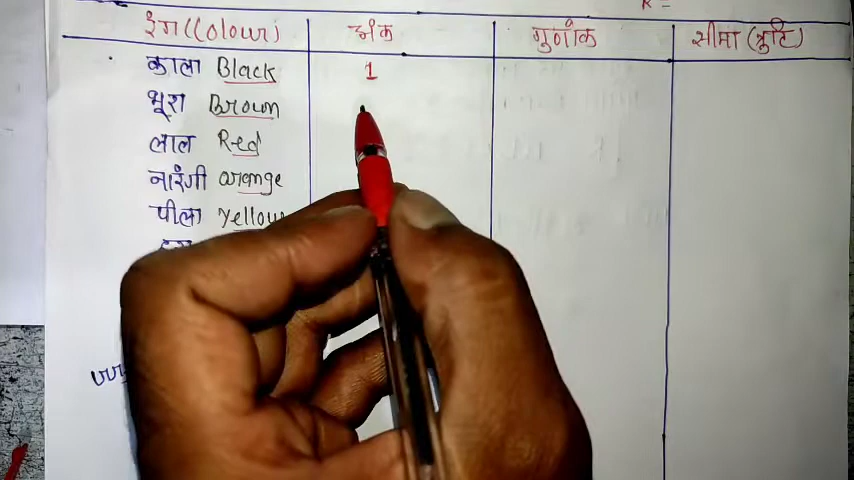 R =
रंग (Colour) अंक गुणांक सीमा (त्रुटि)
काला Black 1
भूरा Brown
लाल Red
नारंगी orange
पीला Yellow